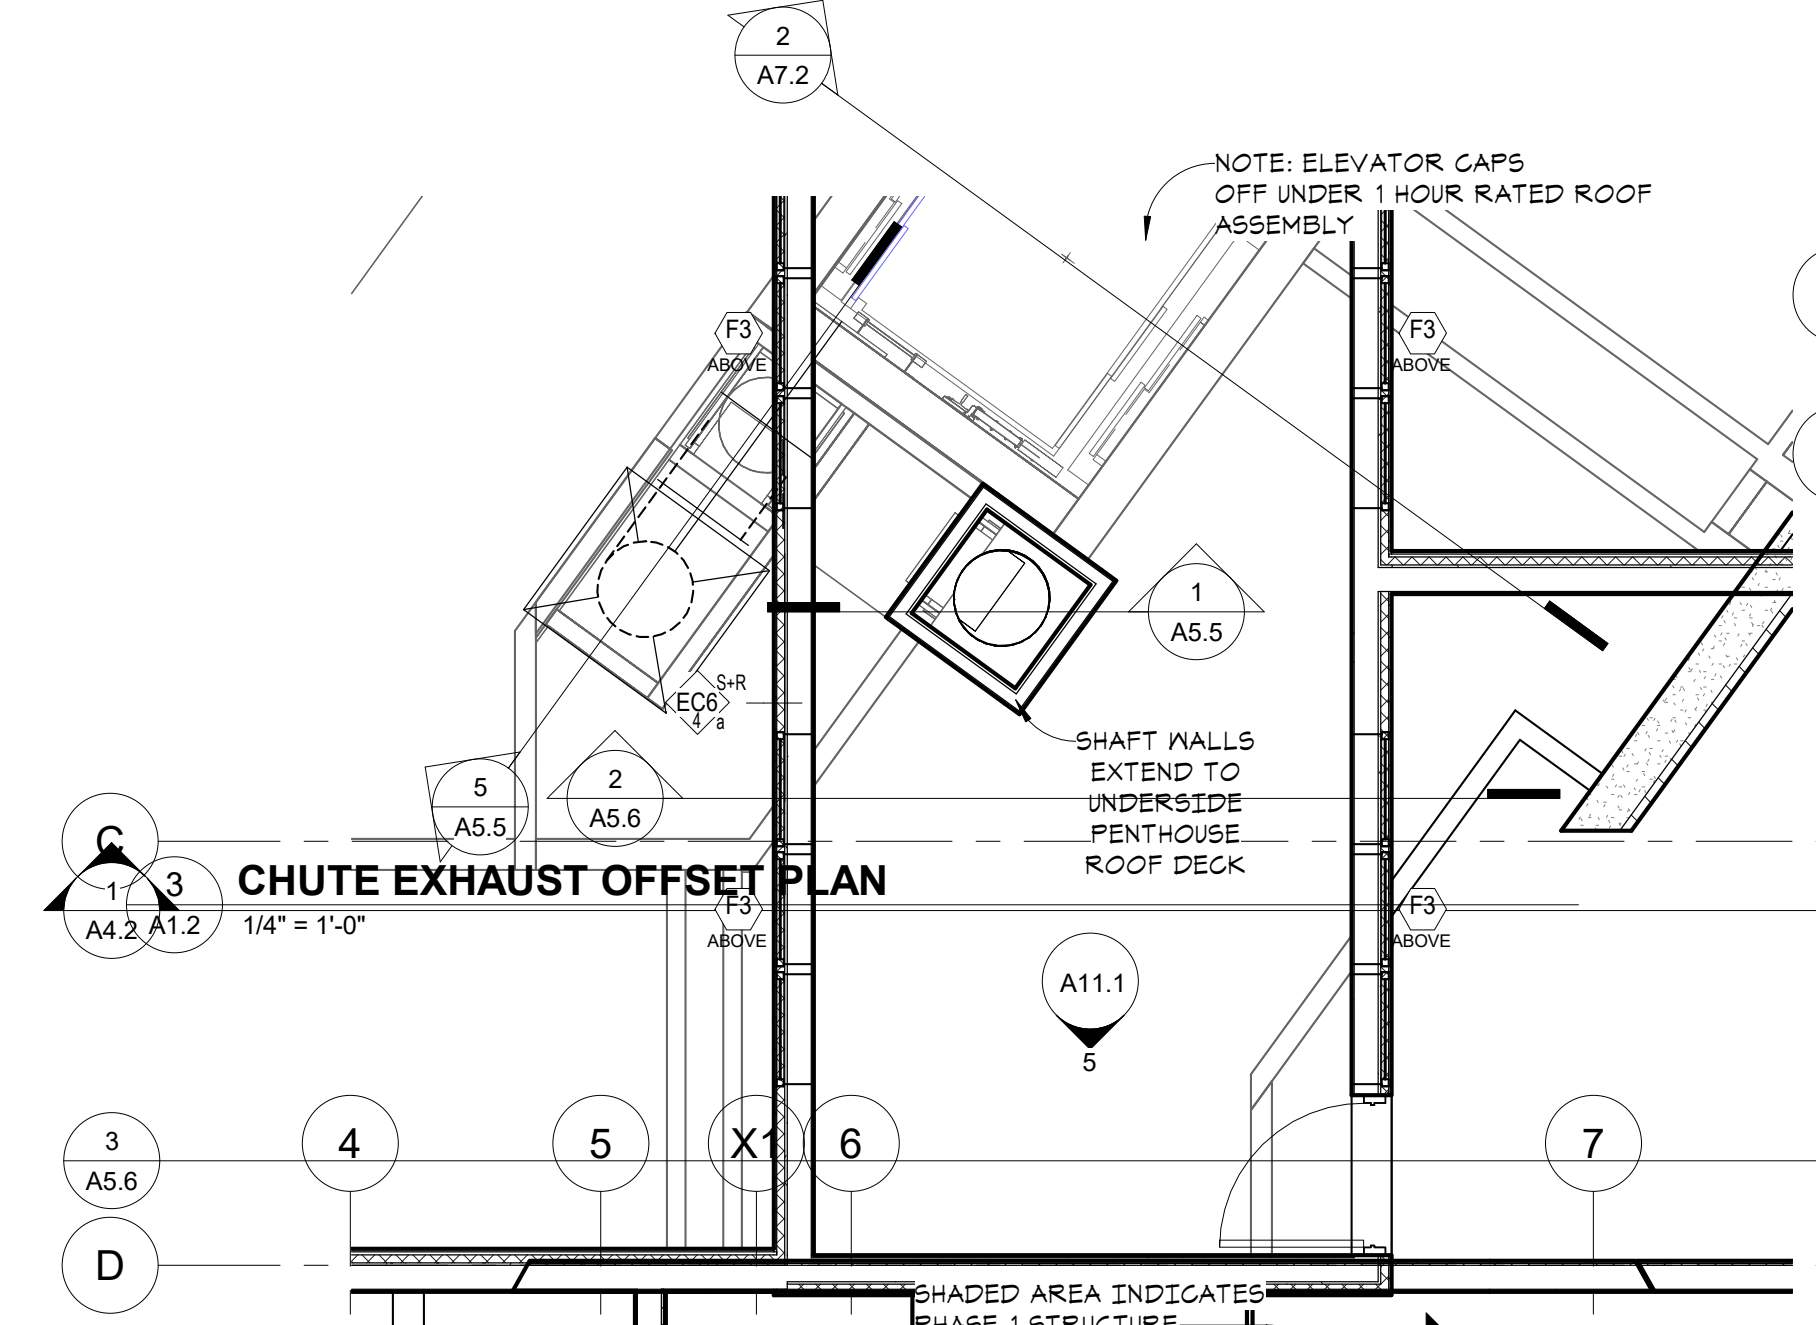 2
A7.2
NOTE: ELEVATOR CAPS
OFF UNDER 1 HOUR RATED ROOF
ASSEMBLY
F3
ABOVE
F3
ABOVE
1
A5.5
S+R
EC6
4 a
SHAFT WALLS
EXTEND TO
UNDERSIDE
PENTHOUSE
ROOF DECK
5
A5.5
2
A5.6
C
1
A4.2
3
A1.2
CHUTE EXHAUST OFFSET PLAN
1/4" = 1'-0"
F3
ABOVE
F3
ABOVE
A11.1
5
3
A5.6
4
5
X1
6
7
D
SHADED AREA INDICATES
PHASE 1 STRUCTURE